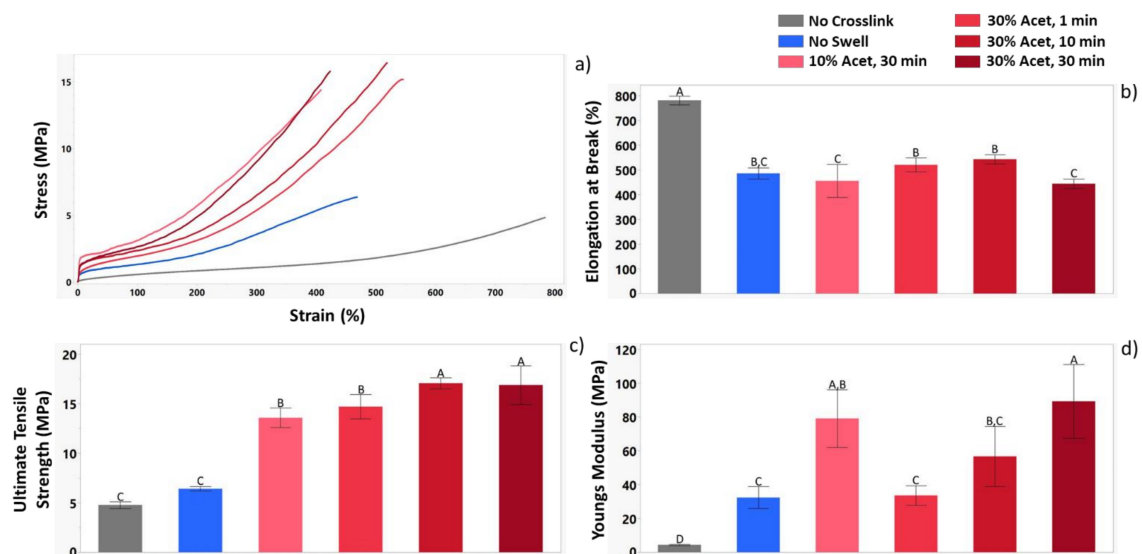 No Crosslink
30% Acet, 1 min
No Swell
30% Acet, 10 min
10% Acet, 30 min
30% Acet, 30 min
a)
Stress (MPa)
15
10
5
0
0
100
200
300
400
500
600
700
800
Strain (%)
b)
Elongation at Break (%)
800
700
600
500
400
300
200
100
0
A
B,C
C
B
B
C
c)
Ultimate Tensile
Strength (MPa)
20
15
10
5
0
C
C
B
B
A
A
d)
Youngs Modulus (MPa)
120
100
80
60
40
20
0
D
C
A,B
C
B,C
A